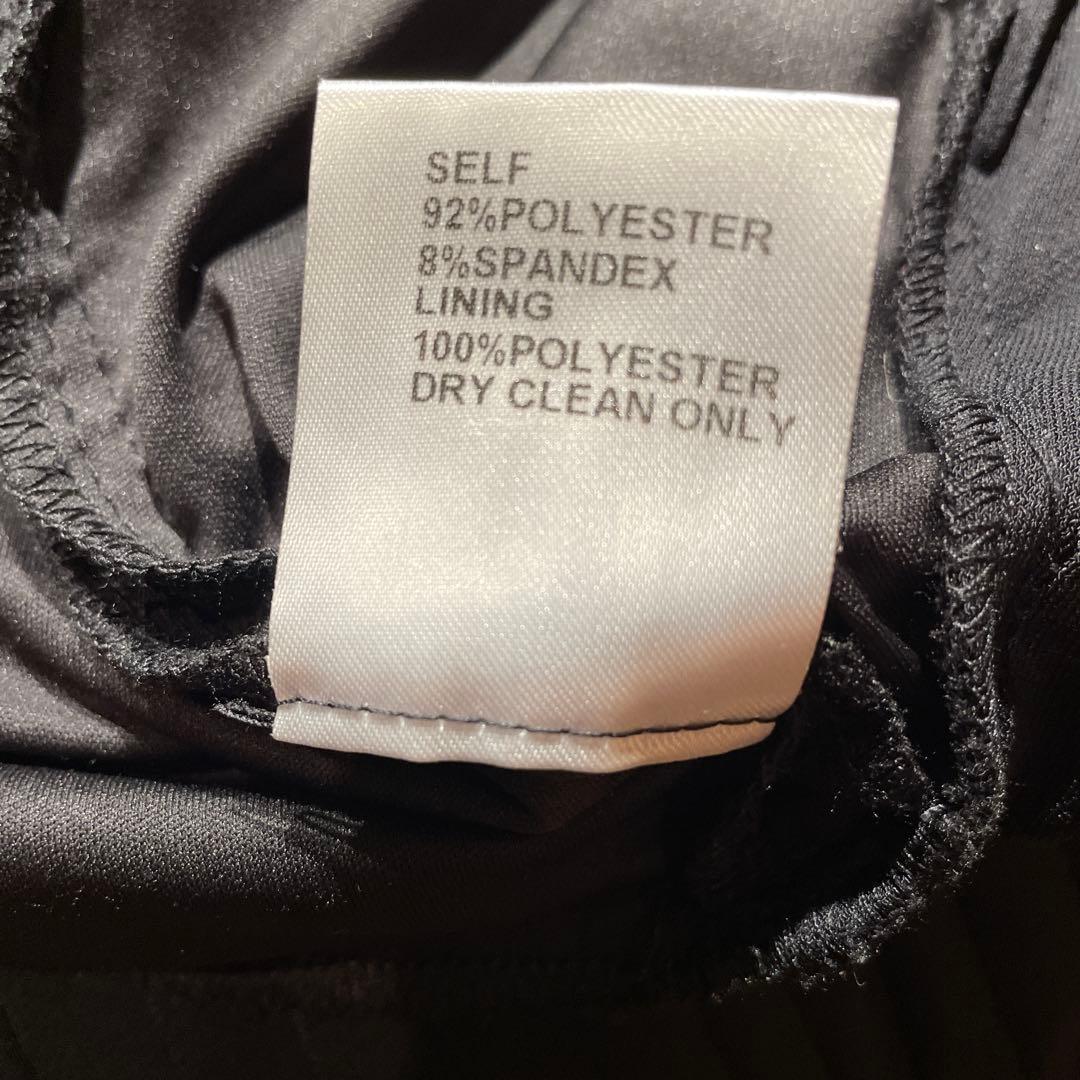 SELF
92%POLYESTER
8%SPANDEX
LINING
100%POLYESTER
DRY CLEAN ONLY